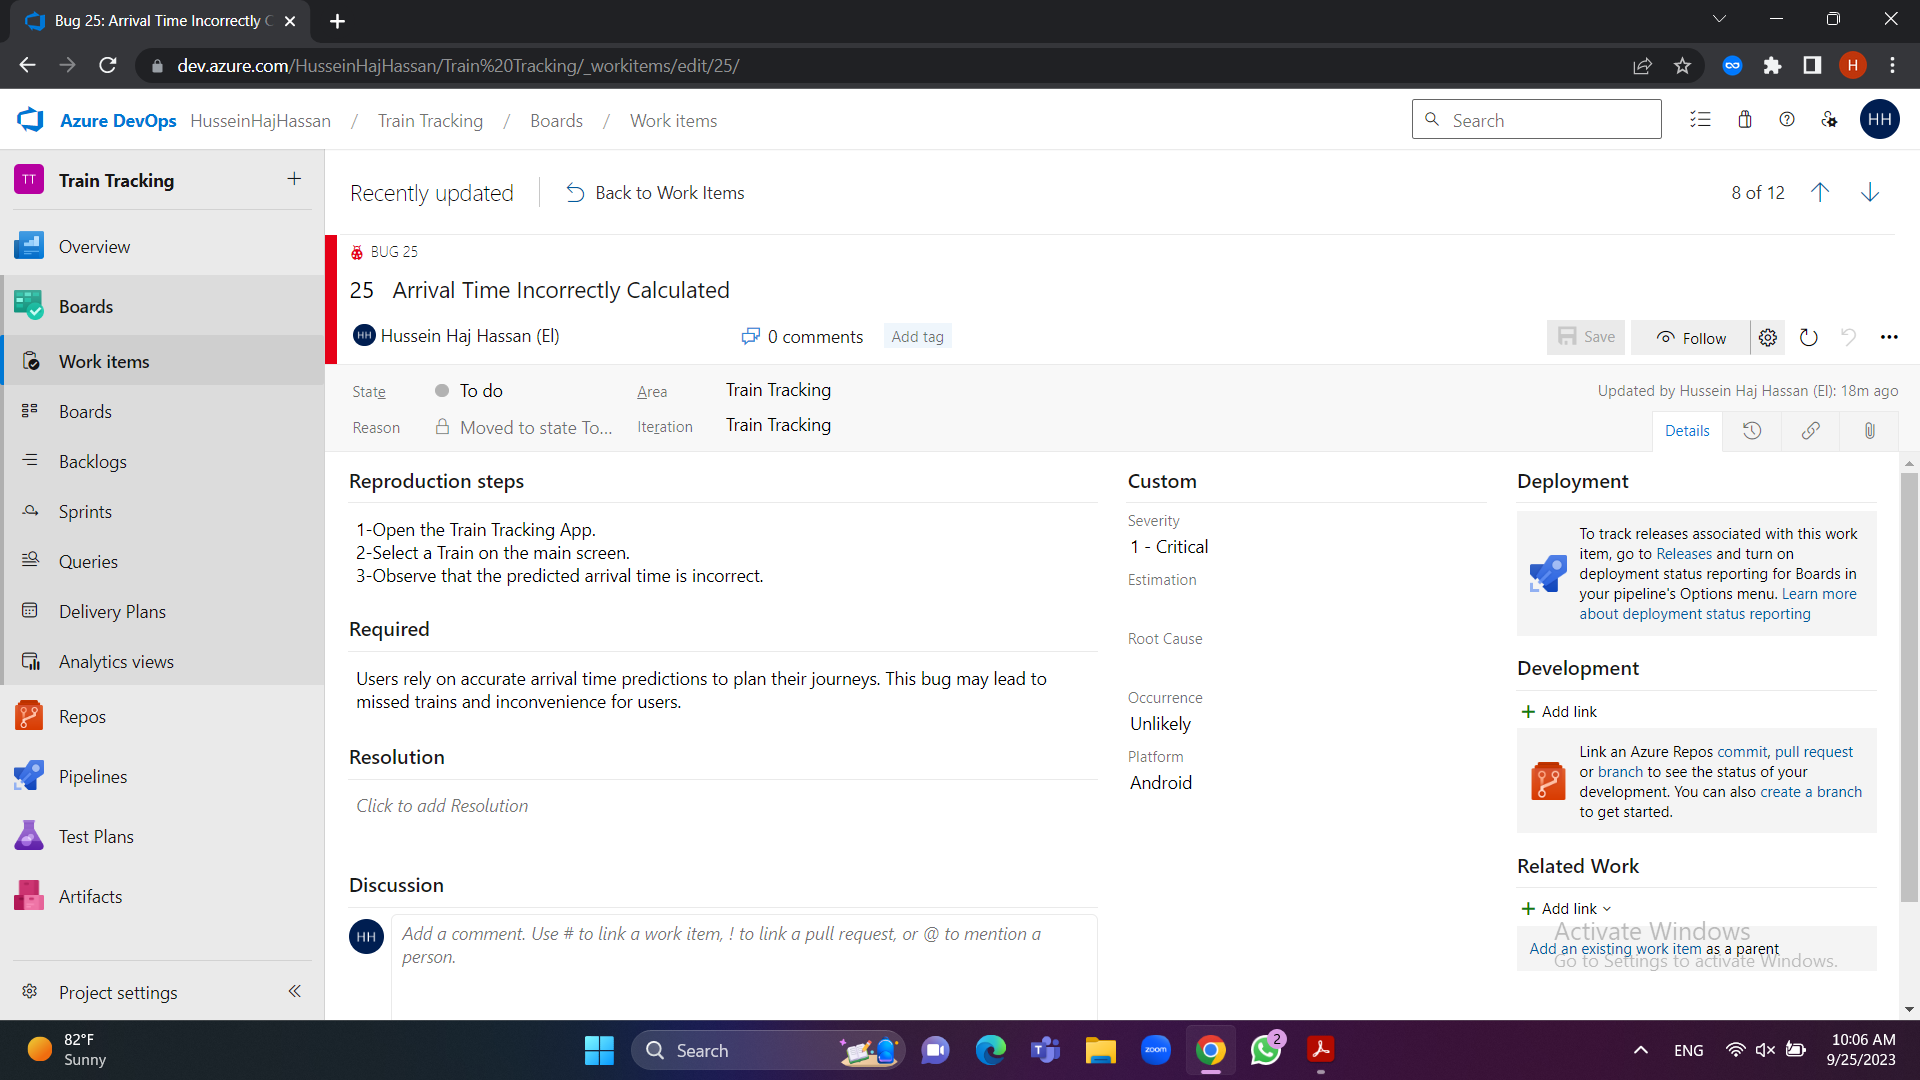 Bug 25: Arrival Time Incorrectly C
dev.azure.com/HusseinHajHassan/Train%20Tracking/_workitems/edit/25/
H
Azure DevOps HusseinHajHassan / Train Tracking / Boards / Work items
Search
HH
TT Train Tracking
Recently updated
Back to Work Items
8 of 12
Overview
Boards
Work items
Boards
Backlogs
Sprints
Queries
Delivery Plans
Analytics views
Repos
Pipelines
Test Plans
Artifacts
Project settings
BUG 25
25 Arrival Time Incorrectly Calculated
HH Hussein Haj Hassan (El)
0 comments
Add tag
Save
Follow
State To do
Area Train Tracking
Reason Moved to state To...
Iteration Train Tracking
Updated by Hussein Haj Hassan (El): 18m ago
Details
Reproduction steps
1-Open the Train Tracking App.
2-Select a Train on the main screen.
3-Observe that the predicted arrival time is incorrect.
Required
Users rely on accurate arrival time predictions to plan their journeys. This bug may lead to
missed trains and inconvenience for users.
Resolution
Click to add Resolution
Discussion
HH
Add a comment. Use # to link a work item, ! to link a pull request, or @ to mention a
person.
Custom
Severity
1 - Critical
Estimation
Root Cause
Occurrence
Unlikely
Platform
Android
Deployment
To track releases associated with this work
item, go to Releases and turn on
deployment status reporting for Boards in
your pipeline's Options menu. Learn more
about deployment status reporting
Development
Add link
Link an Azure Repos commit, pull request
or branch to see the status of your
development. You can also create a branch
to get started.
Related Work
Add link
Add an existing work item as a parent
Activate Windows
Go to Settings to activate Windows.
82°F
Sunny
Search
zoom
2
ENG
10:06 AM
9/25/2023